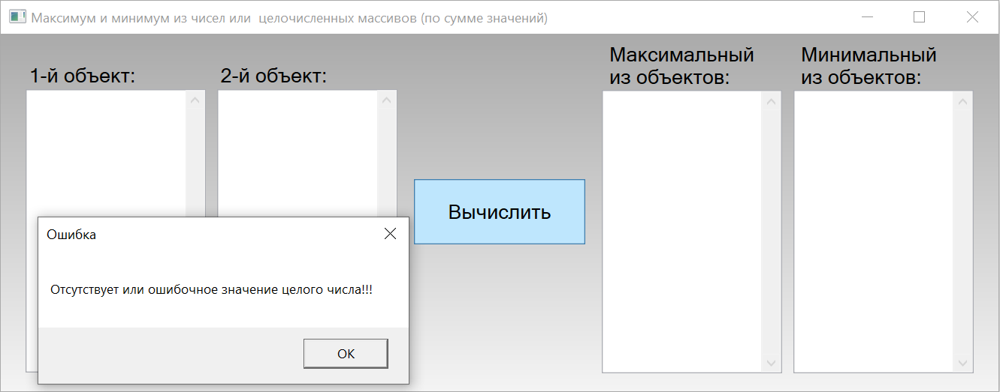 Максимум и минимум из чисел или  целочисленных массивов (по сумме значений)
1-й объект:
2-й объект:
Максимальный
из объектов:
Минимальный
из объектов:
Вычислить
Ошибка
Отсутствует или ошибочное значение целого числа!!!
ОК